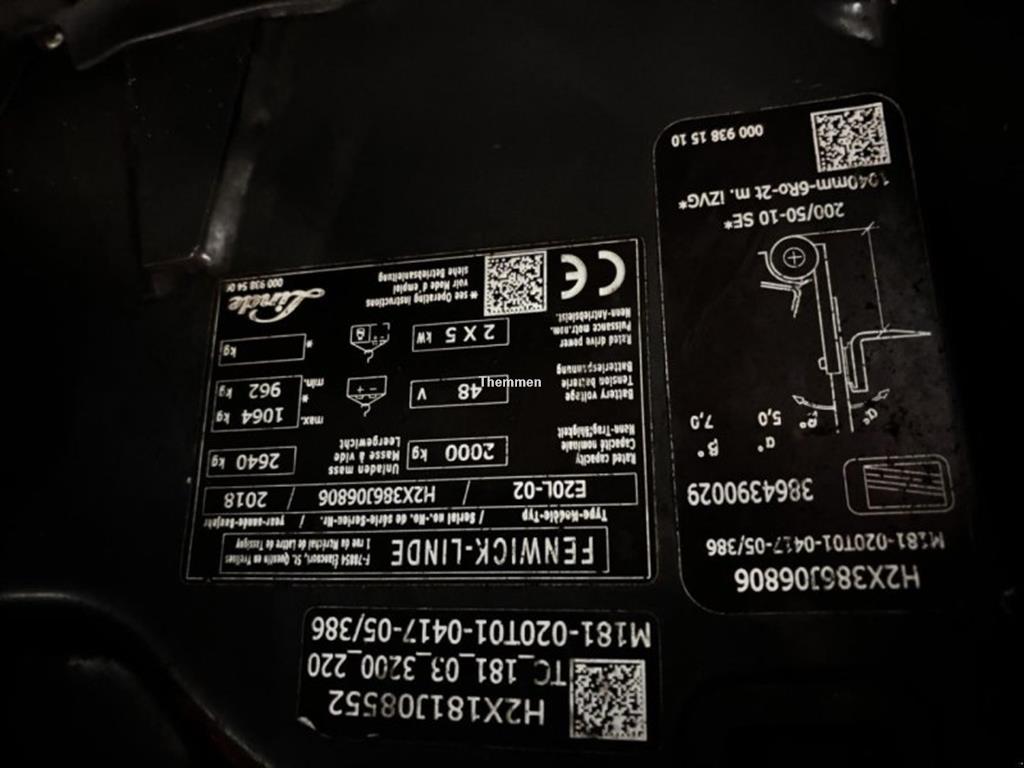 H2X181J08552
TC_181_03_3200_220
M181-020T01-0417-05/386
FENWICK-LINDE
F-78854 Élancourt, St. Quentin en Yvelines
1 rue du Maréchal de Lattre de Tassigny
Type-Modèle-Typ / Serial no.-No. de série-Serien-Nr. year-année-Baujahr
E20L-02 / H2X386J06806 / 2018
Rated capacity
Capacité nominale
Nenn-Tragfähigkeit
2000 kg
Unladen mass
Masse à vide
Leergewicht
2640 kg
Battery voltage
Tension batterie
Batteriespannung
48 V
- +
max. 1064 kg
*
min. 962 kg
Rated drive power
Puissance motr.nom.
Nenn-Antriebsleist.
2 X 5 kW
* kg
CE
* see Operating instructions
voir Mode d'emploi
siehe Betriebsanleitung
Linde
000 938 54 01
H2X386J06806
M181-020T01-0417-05/386
3864390029
α° β°
5,0 7,0
α° β°
200/50-10 SE*
1040mm-6Ro-2t m. IZVG*
000 938 15 10
Themmen